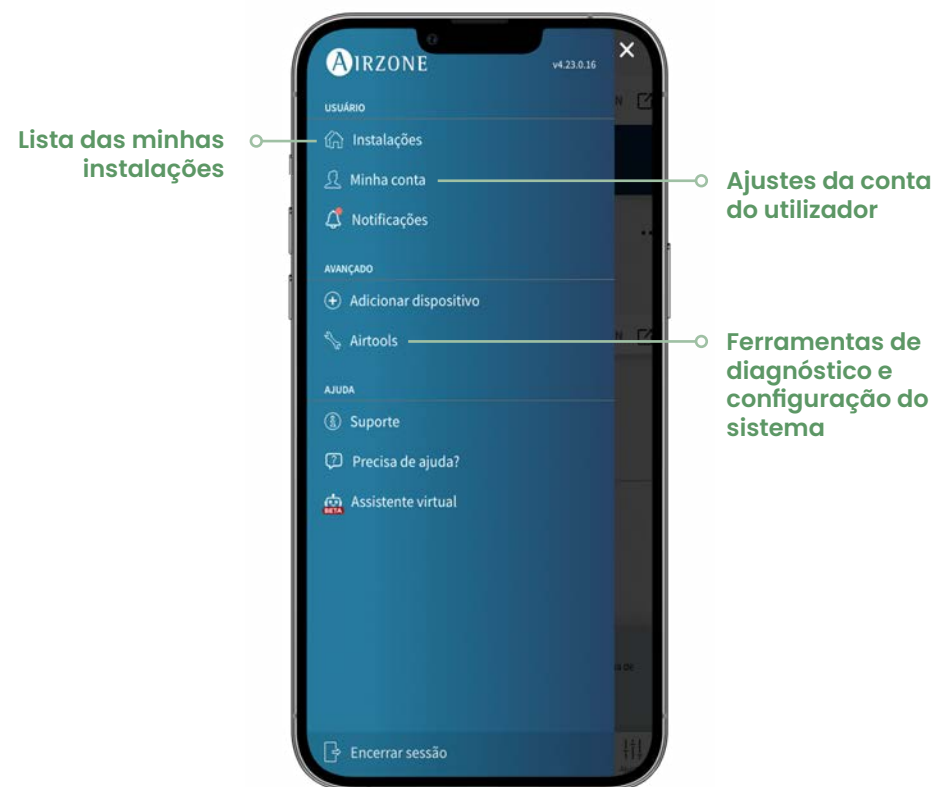 AIRZONE
v4.23.0.16
USUÁRIO
N
Lista das minhas
instalações
Instalações
Minha conta
Ajustes da conta
do utilizador
Notificações
AVANÇADO
Adicionar dispositivo
Airtools
N
Ferramentas de
diagnóstico e
configuração do
sistema
AJUDA
Suporte
Precisa de ajuda?
Assistente virtual
BETA
de
Encerrar sessão